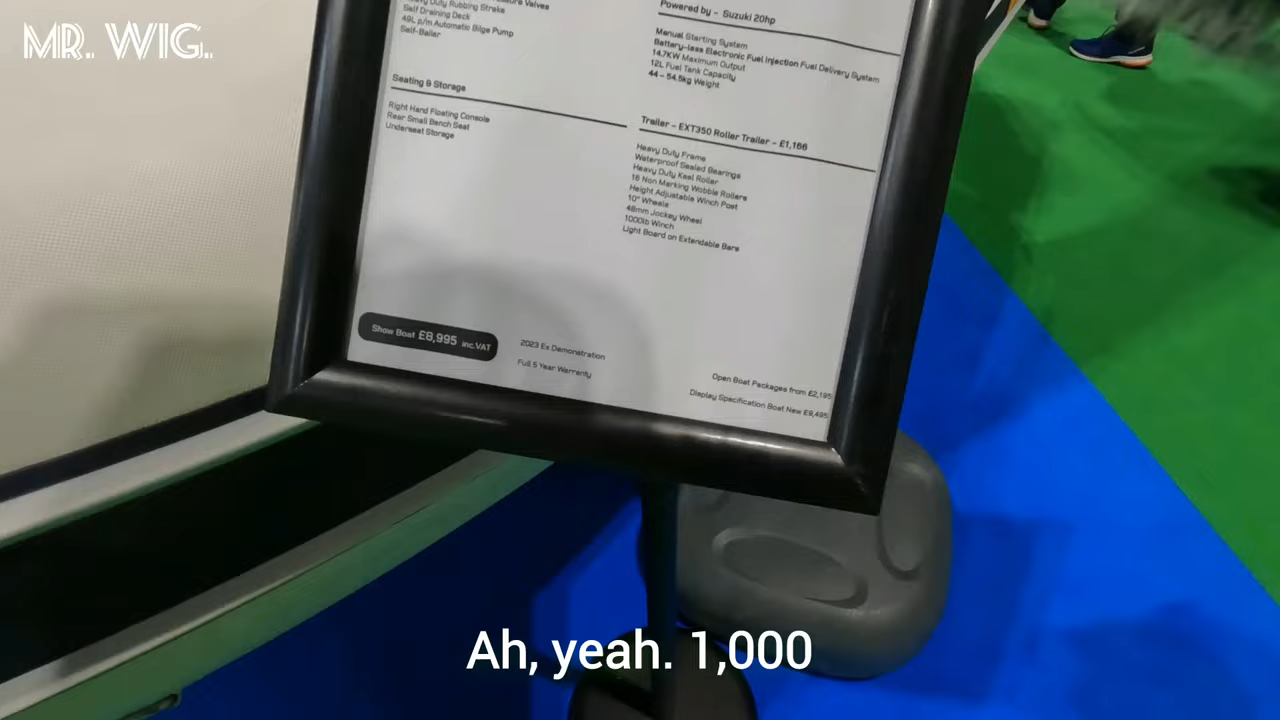 MR. WIG.
Pressure Valves
Heavy Duty Rubbing Strake
Self Draining Deck
49L p/m Automatic Bilge Pump
Self-Bailer
Seating & Storage
Right Hand Floating Console
Rear Small Bench Seat
Underseat Storage
Powered by - Suzuki 20hp
Manual Starting System
Battery-less Electronic Fuel Injection Fuel Delivery System
14.7KW Maximum Output
12L Fuel Tank Capacity
44 – 54.5kg Weight
Trailer - EXT350 Roller Trailer - £1,166
Heavy Duty Frame
Waterproof Sealed Bearings
Heavy Duty Keel Roller
16 Non Marking Wobble Rollers
Height Adjustable Winch Post
10" Wheels
48mm Jockey Wheel
1000lb Winch
Light Board on Extendable Bars
Show Boat £8,995 inc.VAT
2023 Ex Demonstration
Full 5 Year Warranty
Open Boat Packages from £2,195
Display Specification Boat New £9,495
Ah, yeah. 1,000